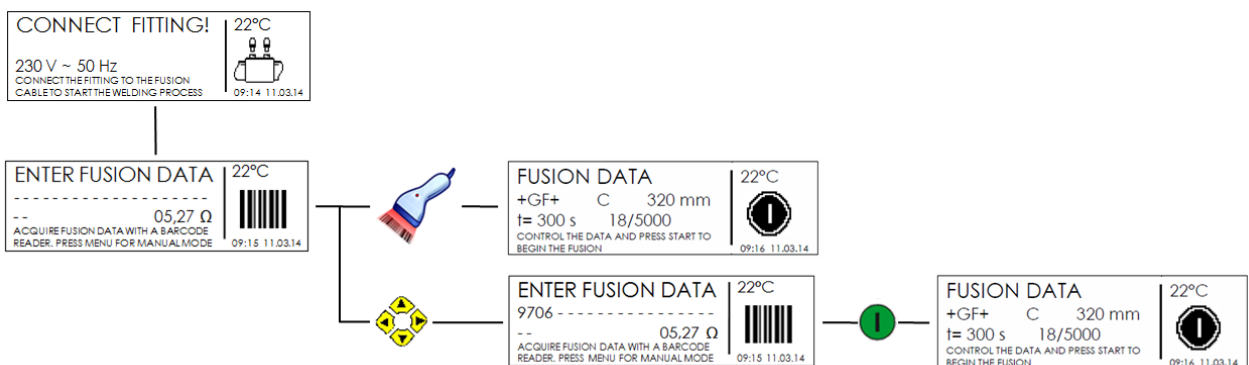 CONNECT FITTING!
22°C
230 V ~ 50 Hz
CONNECT THE FITTING TO THE FUSION
CABLE TO START THE WELDING PROCESS
09:14 11.03.14
ENTER FUSION DATA
22°C
- - - - - - - - - - - - - - - - - - - -
- - 05,27 Ω
ACQUIRE FUSION DATA WITH A BARCODE
READER. PRESS MENU FOR MANUAL MODE
09:15 11.03.14
FUSION DATA
22°C
+GF+ C 320 mm
t= 300 s 18/5000
CONTROL THE DATA AND PRESS START TO
BEGIN THE FUSION
09:16 11.03.14
ENTER FUSION DATA
22°C
9706 - - - - - - - - - - - - - - - -
- - 05,27 Ω
ACQUIRE FUSION DATA WITH A BARCODE
READER. PRESS MENU FOR MANUAL MODE
09:15 11.03.14
FUSION DATA
22°C
+GF+ C 320 mm
t= 300 s 18/5000
CONTROL THE DATA AND PRESS START TO
BEGIN THE FUSION
09:16 11.03.14